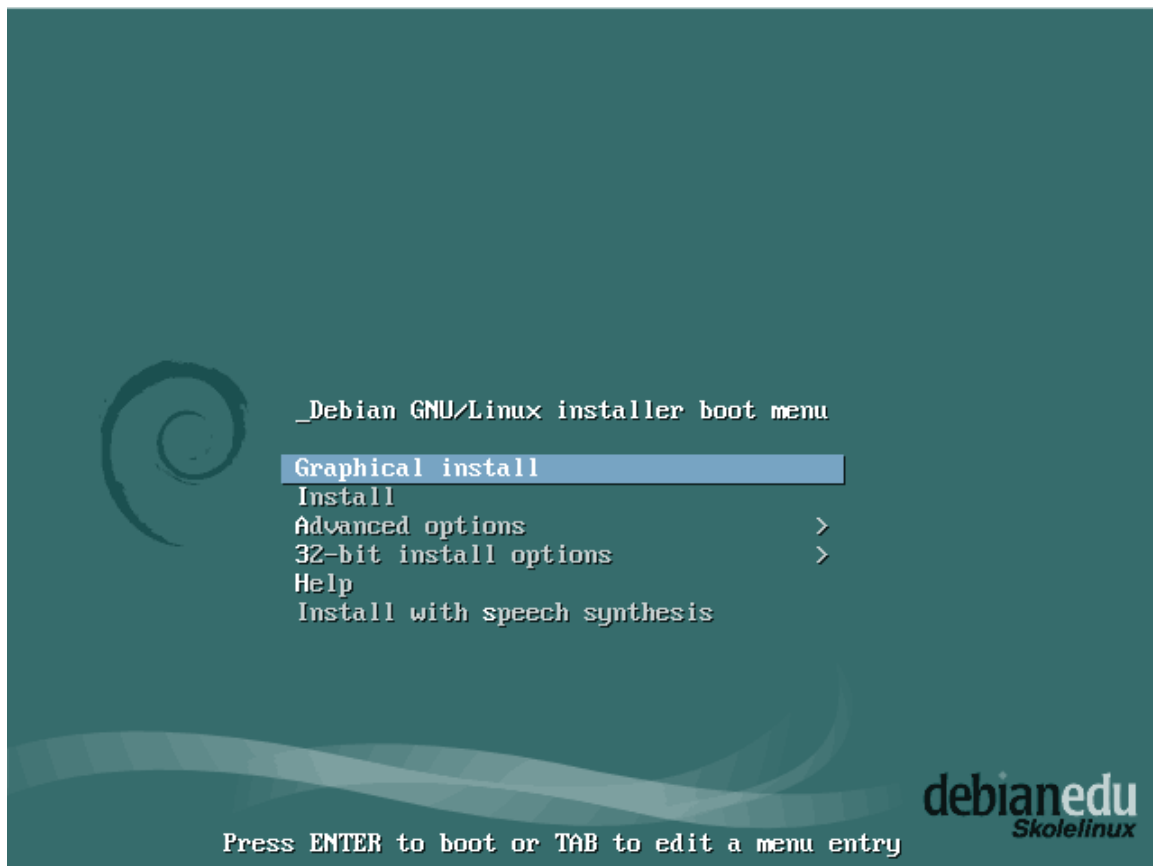 _Debian GNU/Linux installer boot menu
Graphical install
Install
Advanced options >
32-bit install options >
Help
Install with speech synthesis
debianedu
Skolelinux
Press ENTER to boot or TAB to edit a menu entry